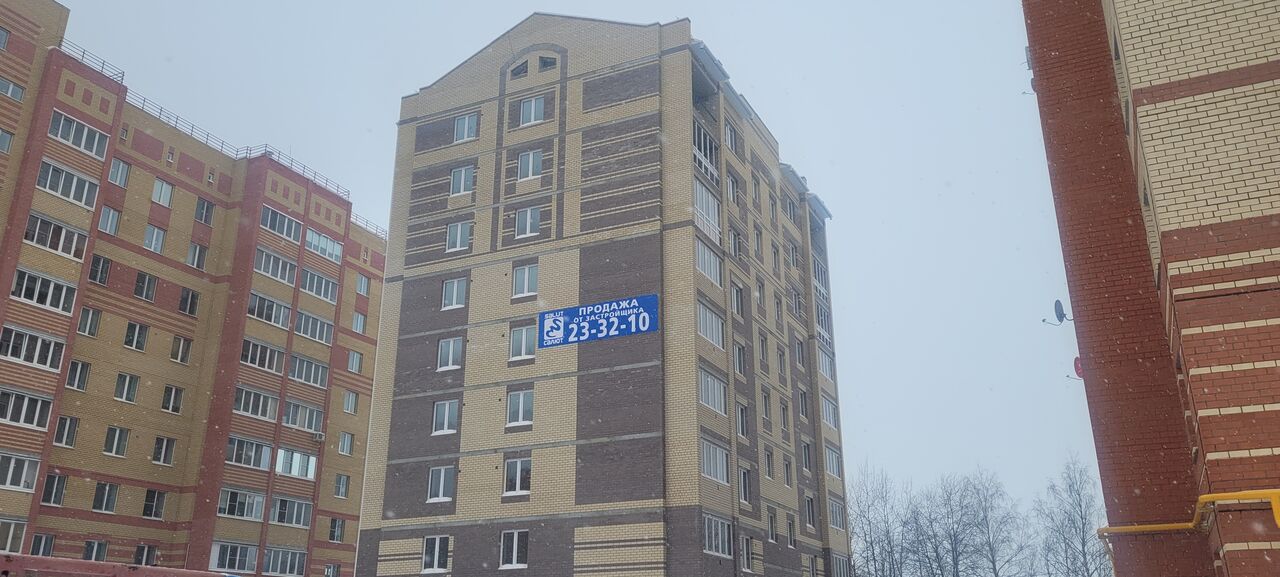 SALUT
САЛЮТ
ПРОДАЖА
ОТ ЗАСТРОЙЩИКА
23-32-10